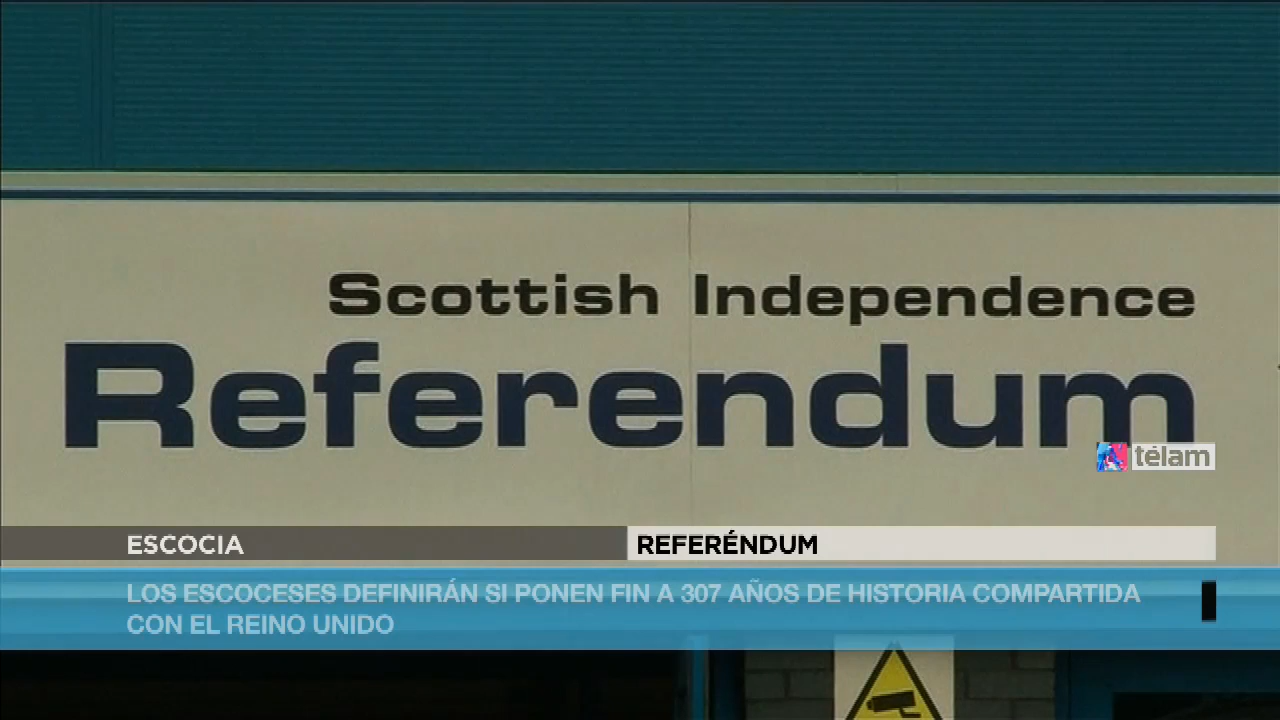 Scottish Independence
Referendum
télam
ESCOCIA
REFERÉNDUM
LOS ESCOCESES DEFINIRÁN SI PONEN FIN A 307 AÑOS DE HISTORIA COMPARTIDA
CON EL REINO UNIDO